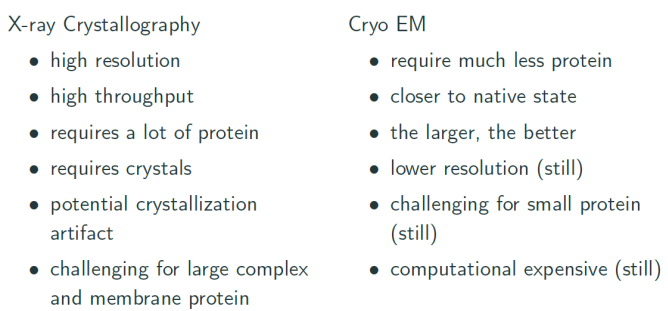 X-ray Crystallography
• high resolution
• high throughput
• requires a lot of protein
• requires crystals
• potential crystallization
artifact
• challenging for large complex
and membrane protein
Cryo EM
• require much less protein
• closer to native state
• the larger, the better
• lower resolution (still)
• challenging for small protein
(still)
• computational expensive (still)